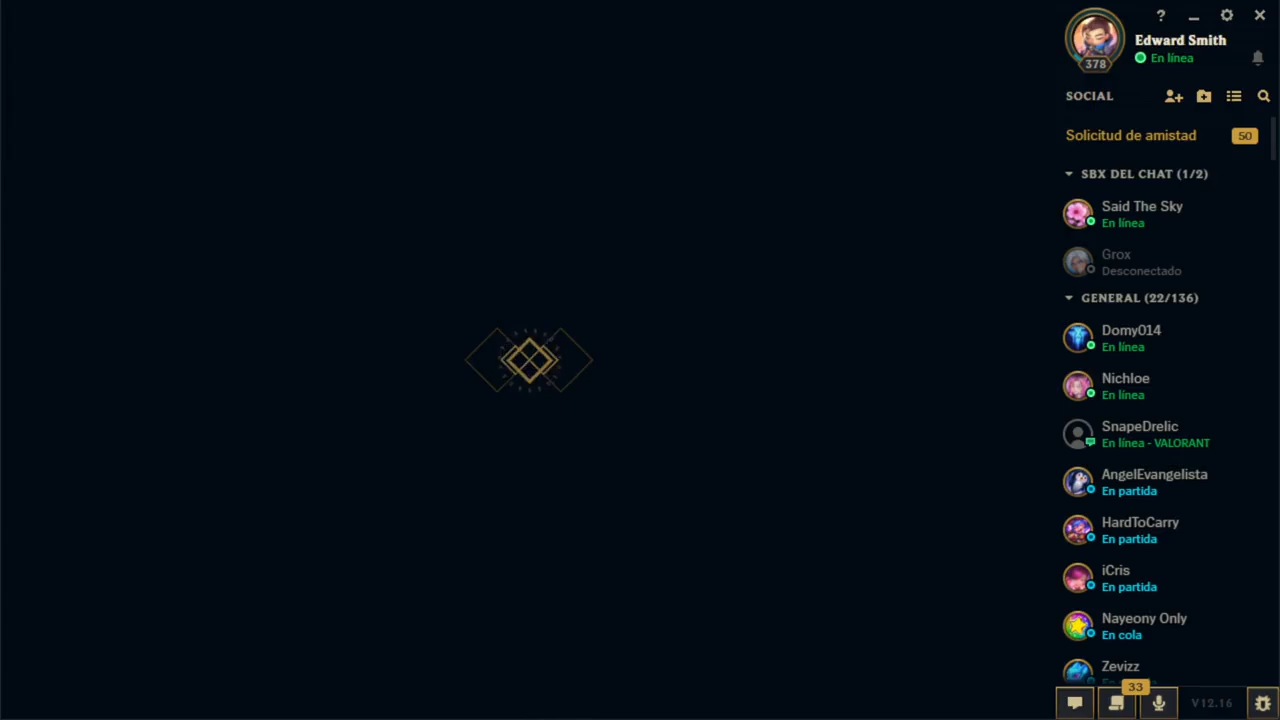 ?
Edward Smith
378
En línea
SOCIAL
Solicitud de amistad 50
SBX DEL CHAT (1/2)
Said The Sky
En línea
Grox
Desconectado
GENERAL (22/136)
Domy014
En línea
Nichloe
En línea
SnapeDrelic
En línea - VALORANT
AngelEvangelista
En partida
HardToCarry
En partida
iCris
En partida
Nayeony Only
En cola
Zevizz
33
V12.16